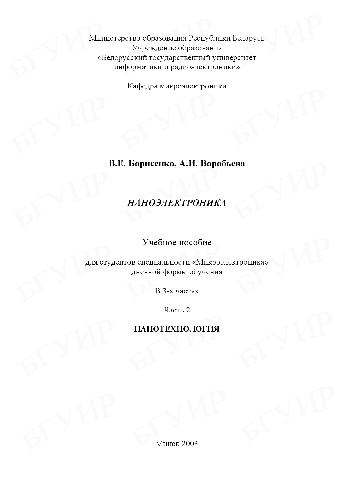 Министерство образования Республики Беларусь
Учреждение образования
«Белорусский государственный университет
информатики и радиоэлектроники»
Кафедра микроэлектроники
В.Е. Борисенко, А.И. Воробьева
НАНОЭЛЕКТРОНИКА
Учебное пособие
для студентов специальности «Микроэлектроника»
дневной формы обучения
В 3-х частях
Часть 2
НАНОТЕХНОЛОГИЯ
Минск
БГУИР
БГУИР
БГУИР
БГУИР
БГУИР
БГУИР
БГУИР
БГУИР
БГУИР